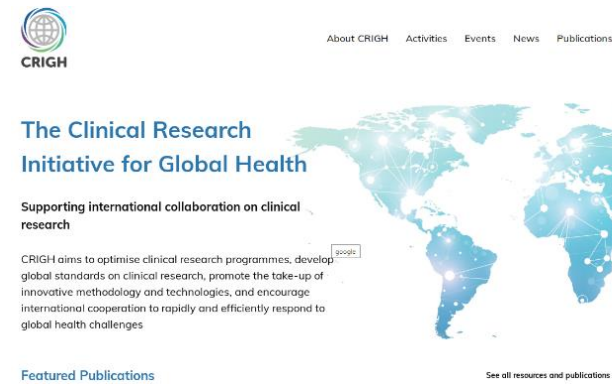 CRIGH
About CRIGH Activities Events News Publications
The Clinical Research
Initiative for Global Health
Supporting international collaboration on clinical
research
google
CRIGH aims to optimise clinical research programmes, develop
global standards on clinical research, promote the take-up of
innovative methodology and technologies, and encourage
international cooperation to rapidly and efficiently respond to
global health challenges
Featured Publications
See all resources and publications